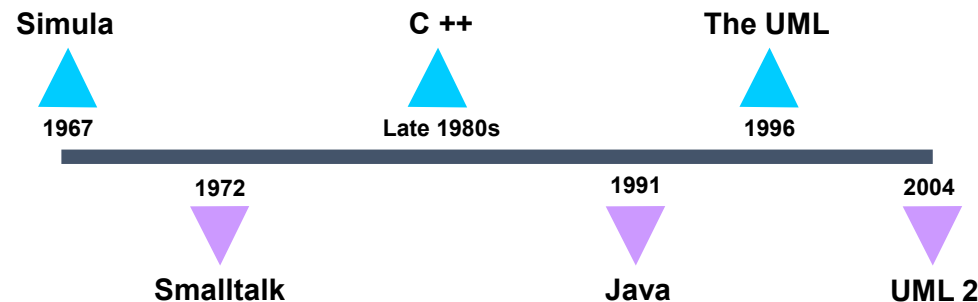 Simula
C ++
The UML
1967
Late 1980s
1996
1972
1991
2004
Smalltalk
Java
UML 2